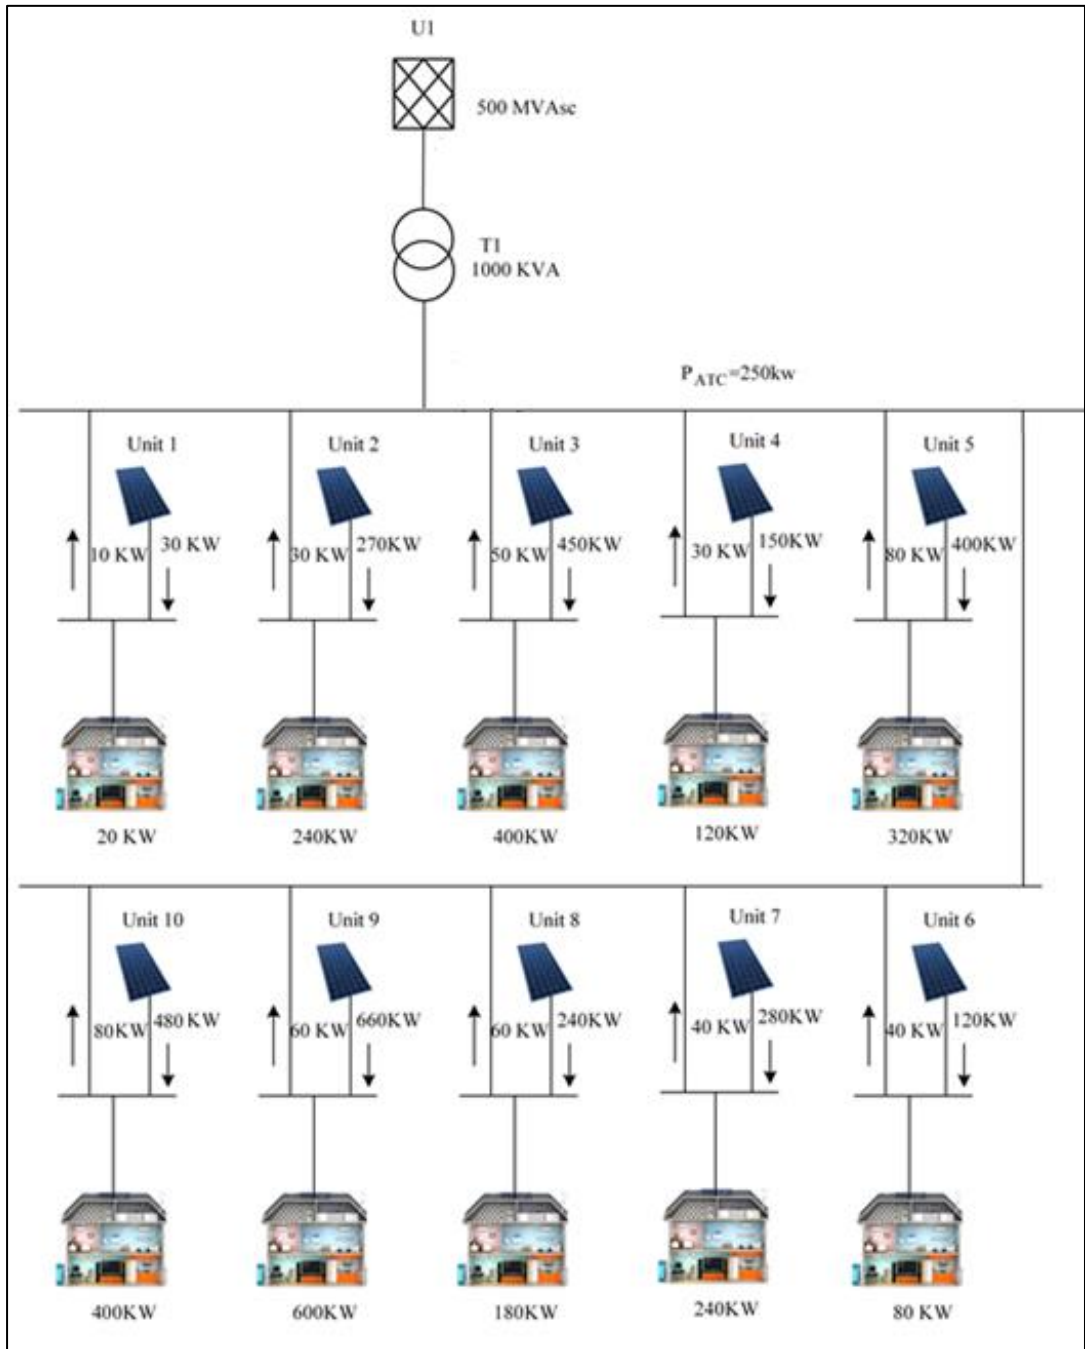 U1
500 MVAsc
T1
1000 KVA
PATC=250kw
Unit 1
Unit 2
Unit 3
Unit 4
Unit 5
10 KW
30 KW
30 KW
270KW
50 KW
450KW
30 KW
150KW
80 KW
400KW
20 KW
240KW
400KW
120KW
320KW
Unit 10
Unit 9
Unit 8
Unit 7
Unit 6
80KW
480 KW
60 KW
660KW
60 KW
240KW
40 KW
280KW
40 KW
120KW
400KW
600KW
180KW
240KW
80 KW